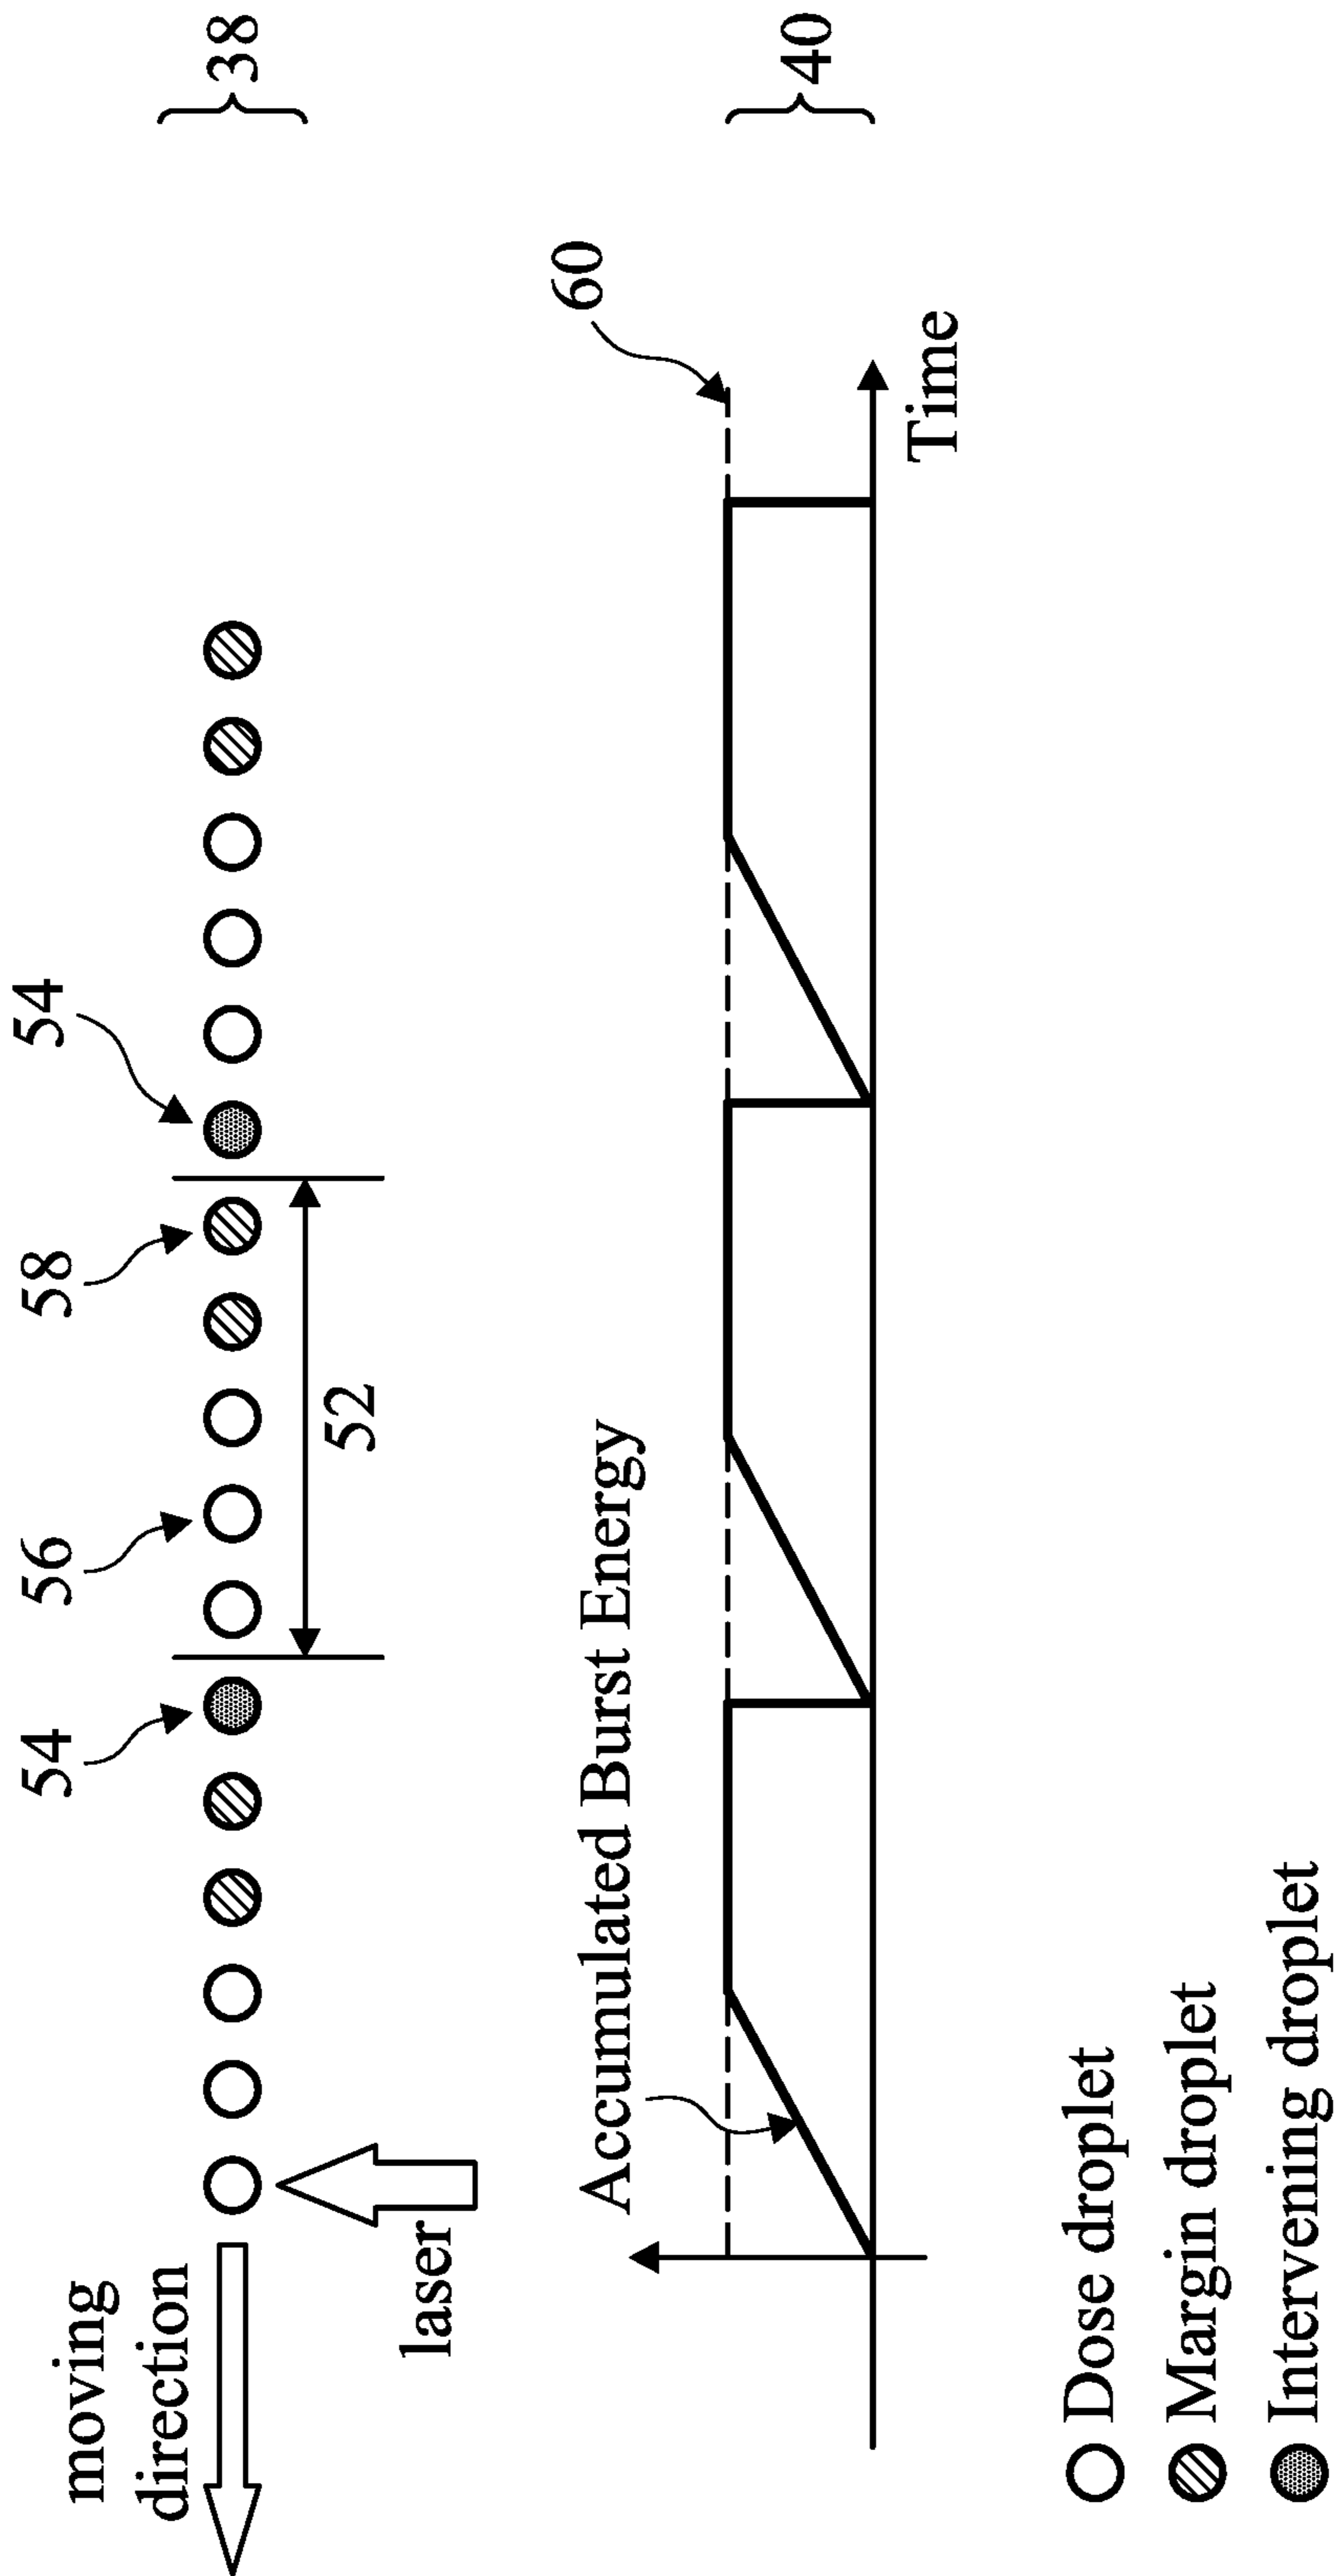 54
56
58
54
moving
direction
38
52
laser
60
Accumulated Burst Energy
40
Time
Dose droplet
Margin droplet
Intervening droplet